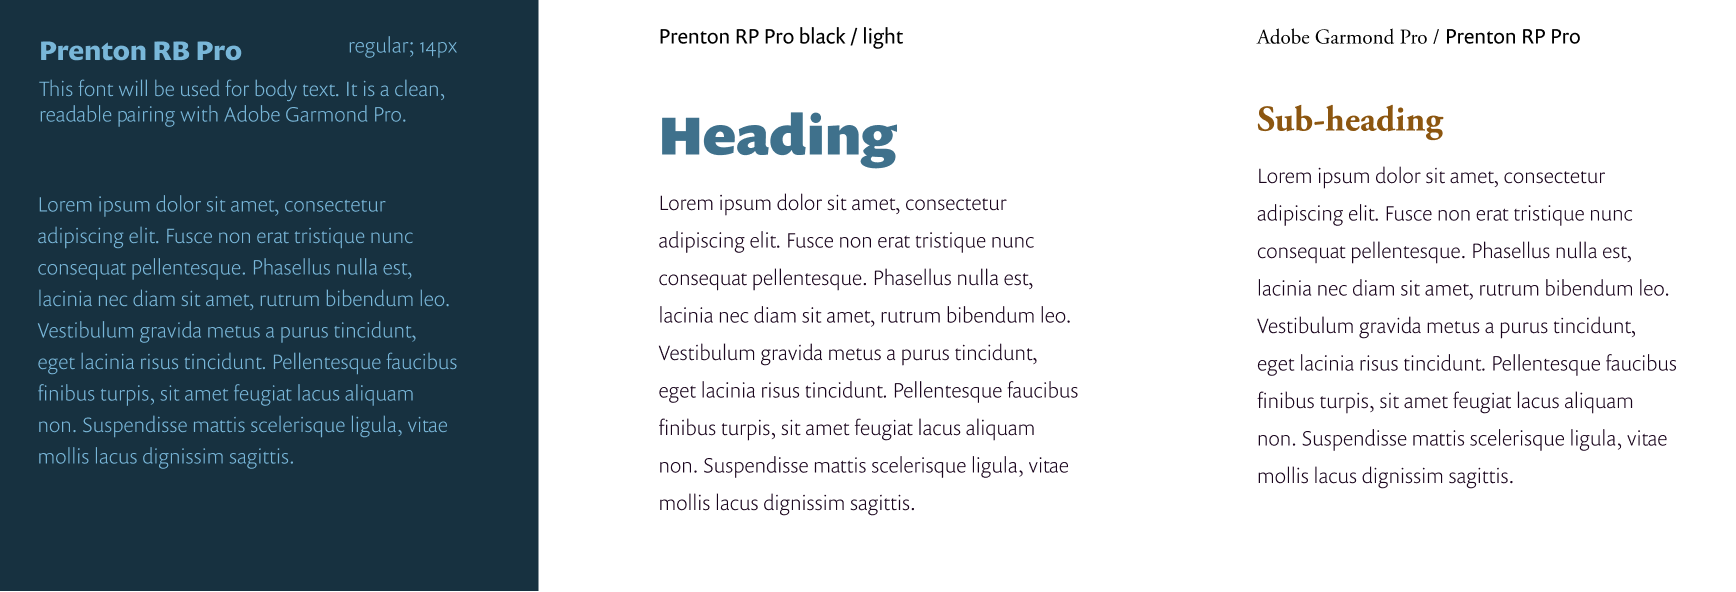 Prenton RB Pro
regular; 14px
This font will be used for body text. It is a clean,
readable pairing with Adobe Garmond Pro.
Lorem ipsum dolor sit amet, consectetur
adipiscing elit. Fusce non erat tristique nunc
consequat pellentesque. Phasellus nulla est,
lacinia nec diam sit amet, rutrum bibendum leo.
Vestibulum gravida metus a purus tincidunt,
eget lacinia risus tincidunt. Pellentesque faucibus
finibus turpis, sit amet feugiat lacus aliquam
non. Suspendisse mattis scelerisque ligula, vitae
mollis lacus dignissim sagittis.
Prenton RP Pro black / light
Heading
Lorem ipsum dolor sit amet, consectetur
adipiscing elit. Fusce non erat tristique nunc
consequat pellentesque. Phasellus nulla est,
lacinia nec diam sit amet, rutrum bibendum leo.
Vestibulum gravida metus a purus tincidunt,
eget lacinia risus tincidunt. Pellentesque faucibus
finibus turpis, sit amet feugiat lacus aliquam
non. Suspendisse mattis scelerisque ligula, vitae
mollis lacus dignissim sagittis.
Adobe Garmond Pro / Prenton RP Pro
Sub-heading
Lorem ipsum dolor sit amet, consectetur
adipiscing elit. Fusce non erat tristique nunc
consequat pellentesque. Phasellus nulla est,
lacinia nec diam sit amet, rutrum bibendum leo.
Vestibulum gravida metus a purus tincidunt,
eget lacinia risus tincidunt. Pellentesque faucibus
finibus turpis, sit amet feugiat lacus aliquam
non. Suspendisse mattis scelerisque ligula, vitae
mollis lacus dignissim sagittis.